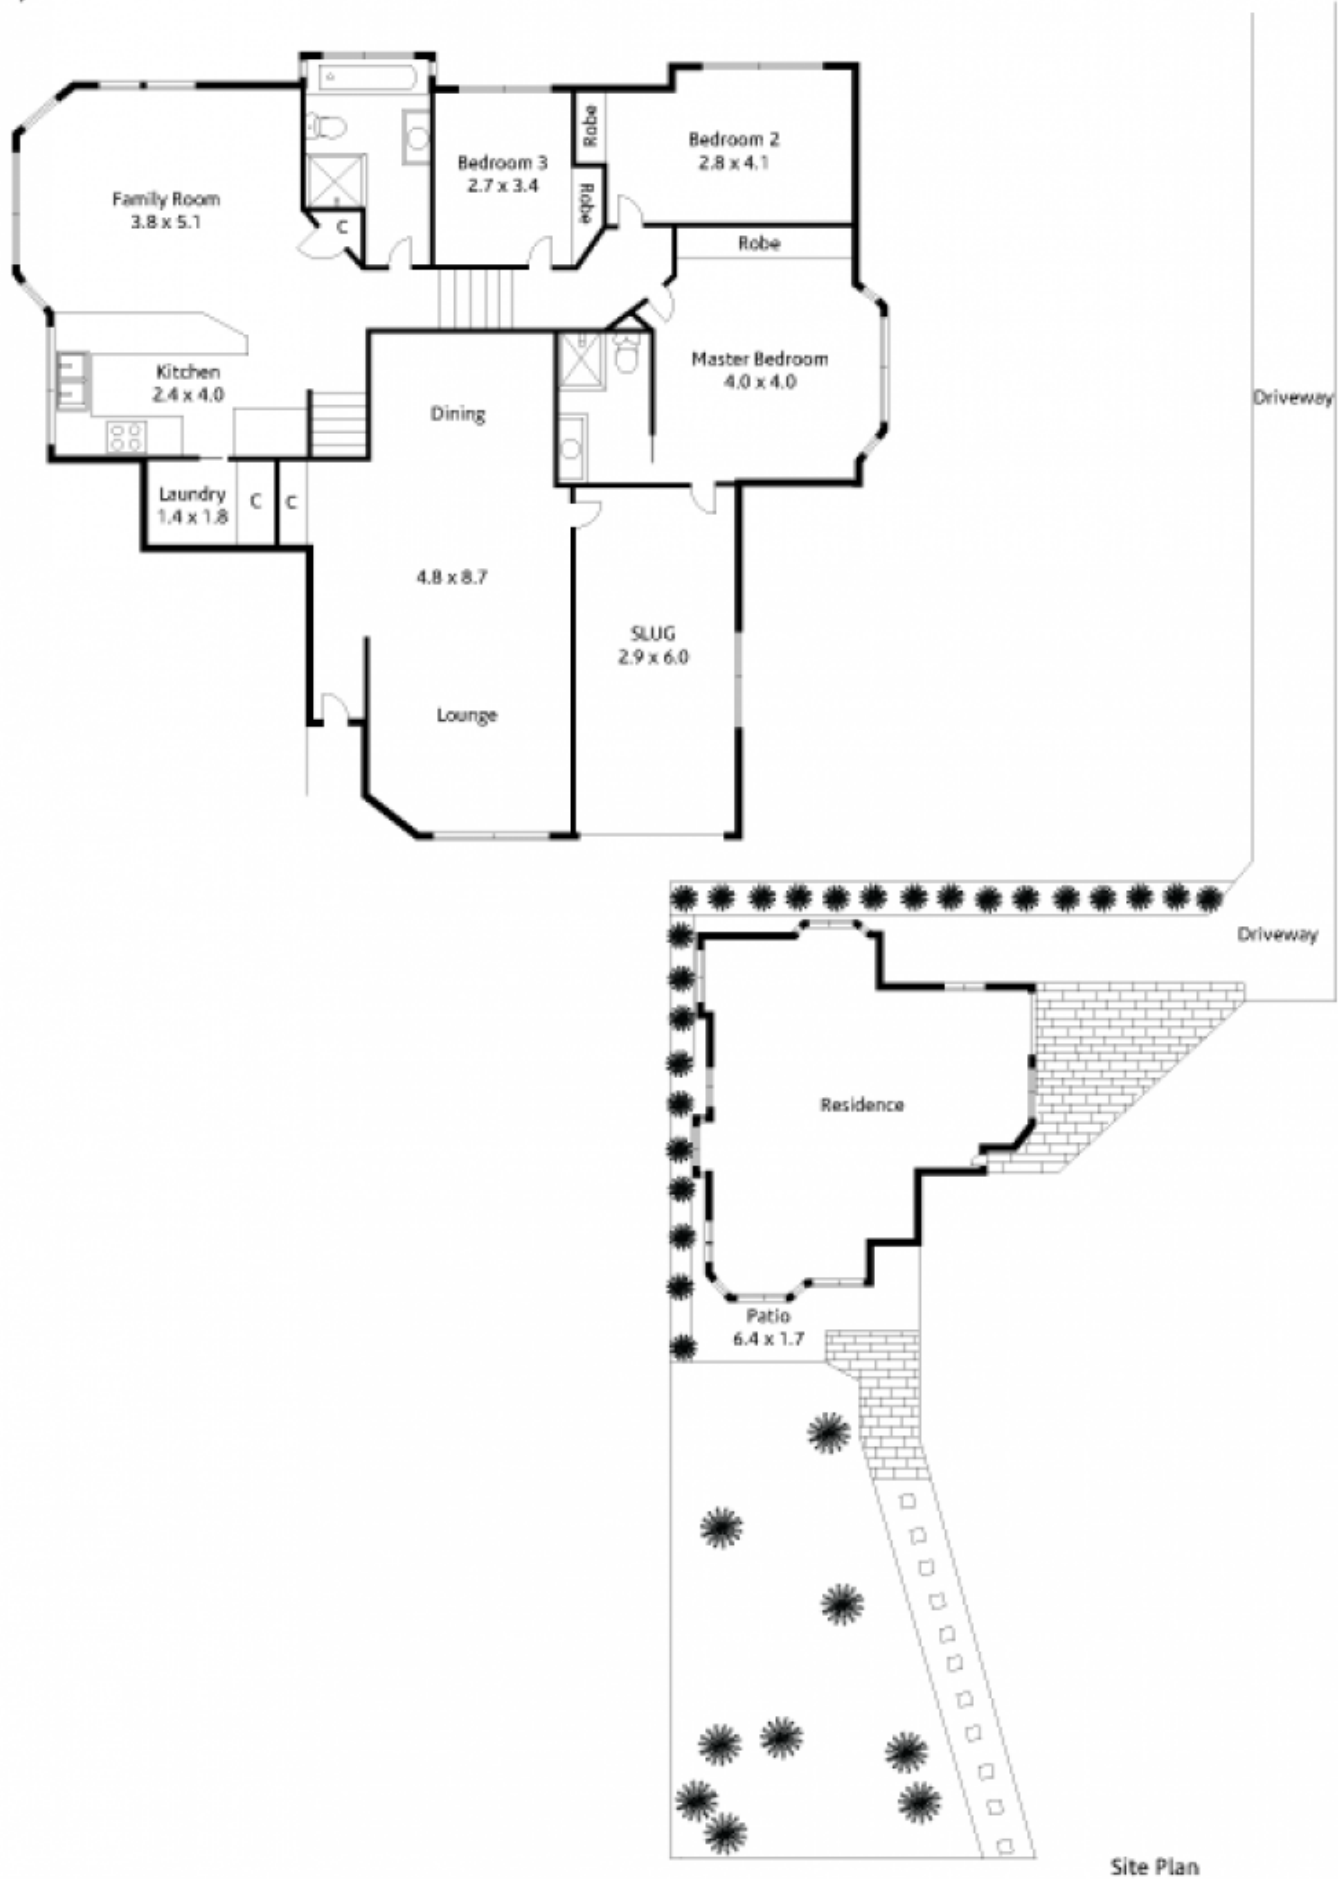 Bedroom 2
2.8 x 4.1
Robe
Bedroom 3
2.7 x 3.4
Robe
Family Room
3.8 x 5.1
C
Robe
Master Bedroom
4.0 x 4.0
Kitchen
2.4 x 4.0
Dining
Driveway
Laundry
1.4 x 1.8
C
C
4.8 x 8.7
SLUG
2.9 x 6.0
Lounge
Driveway
Residence
Patio
6.4 x 1.7
Site Plan